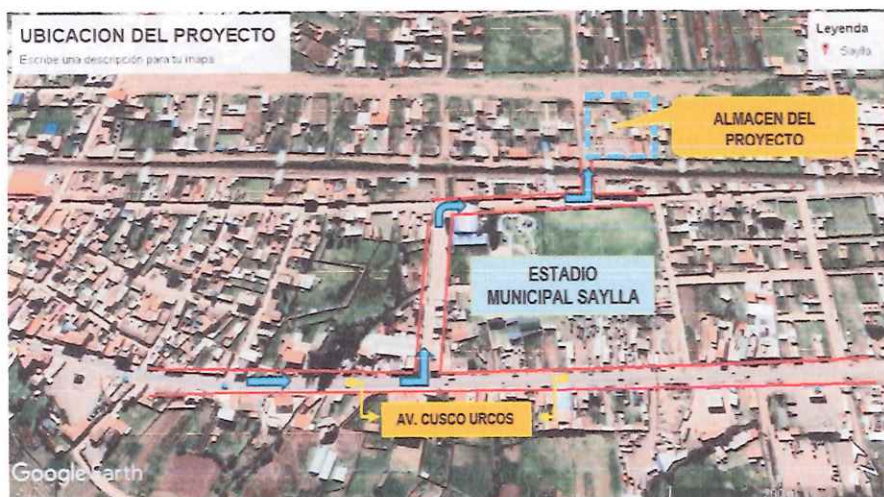 UBICACION DEL PROYECTO
Escribe una descripción para tu mapa
Leyenda
Saylla
ALMACEN DEL
PROYECTO
ESTADIO
MUNICIPAL SAYLLA
AV. CUSCO URCOS
Google Earth